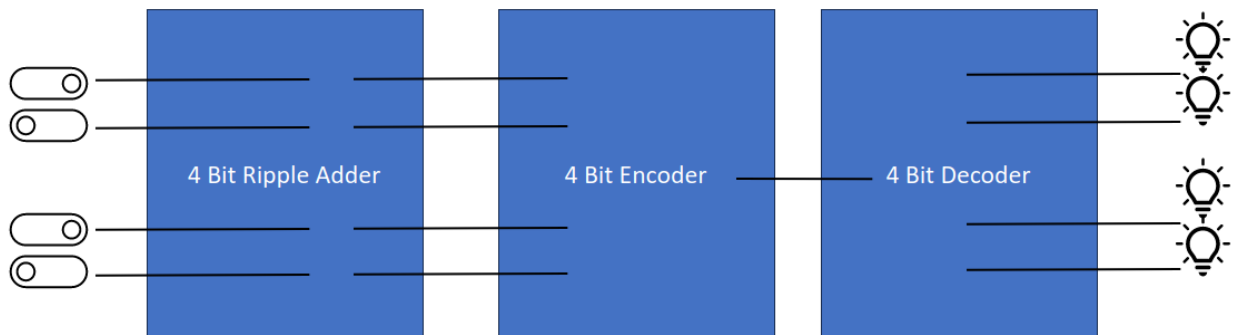 4 Bit Ripple Adder
4 Bit Encoder
4 Bit Decoder